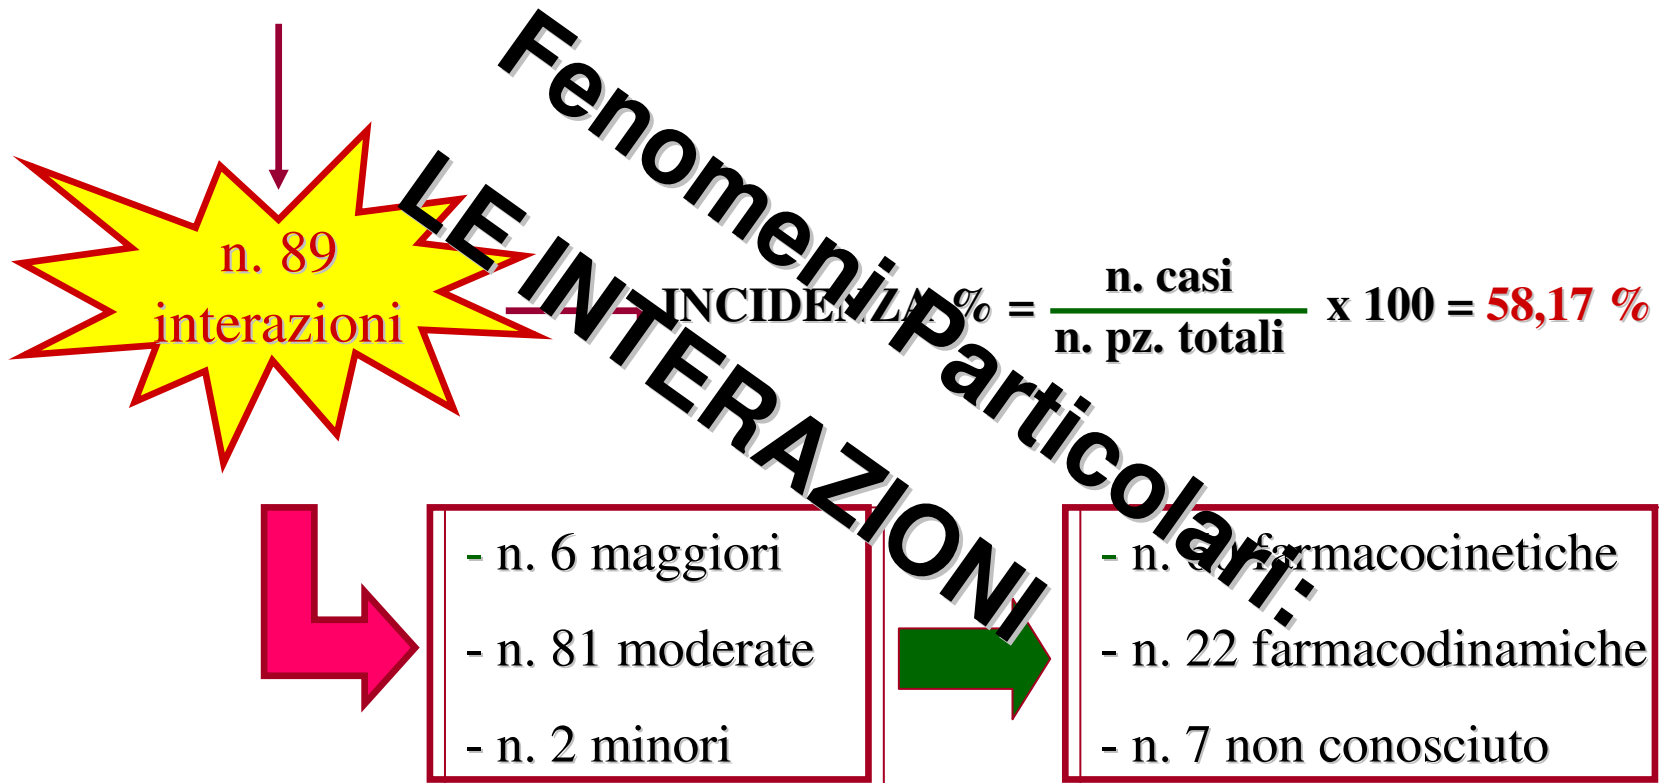 Fenomeni Particolari:
LE INTERAZIONI
n. 89
interazioni
INCIDENZA % =
n. casi
n. pz. totali
x 100 = 58,17 %
- n. 6 maggiori
- n. 81 moderate
- n. 2 minori
- n. farmacocinetiche
- n. 22 farmacodinamiche
- n. 7 non conosciuto